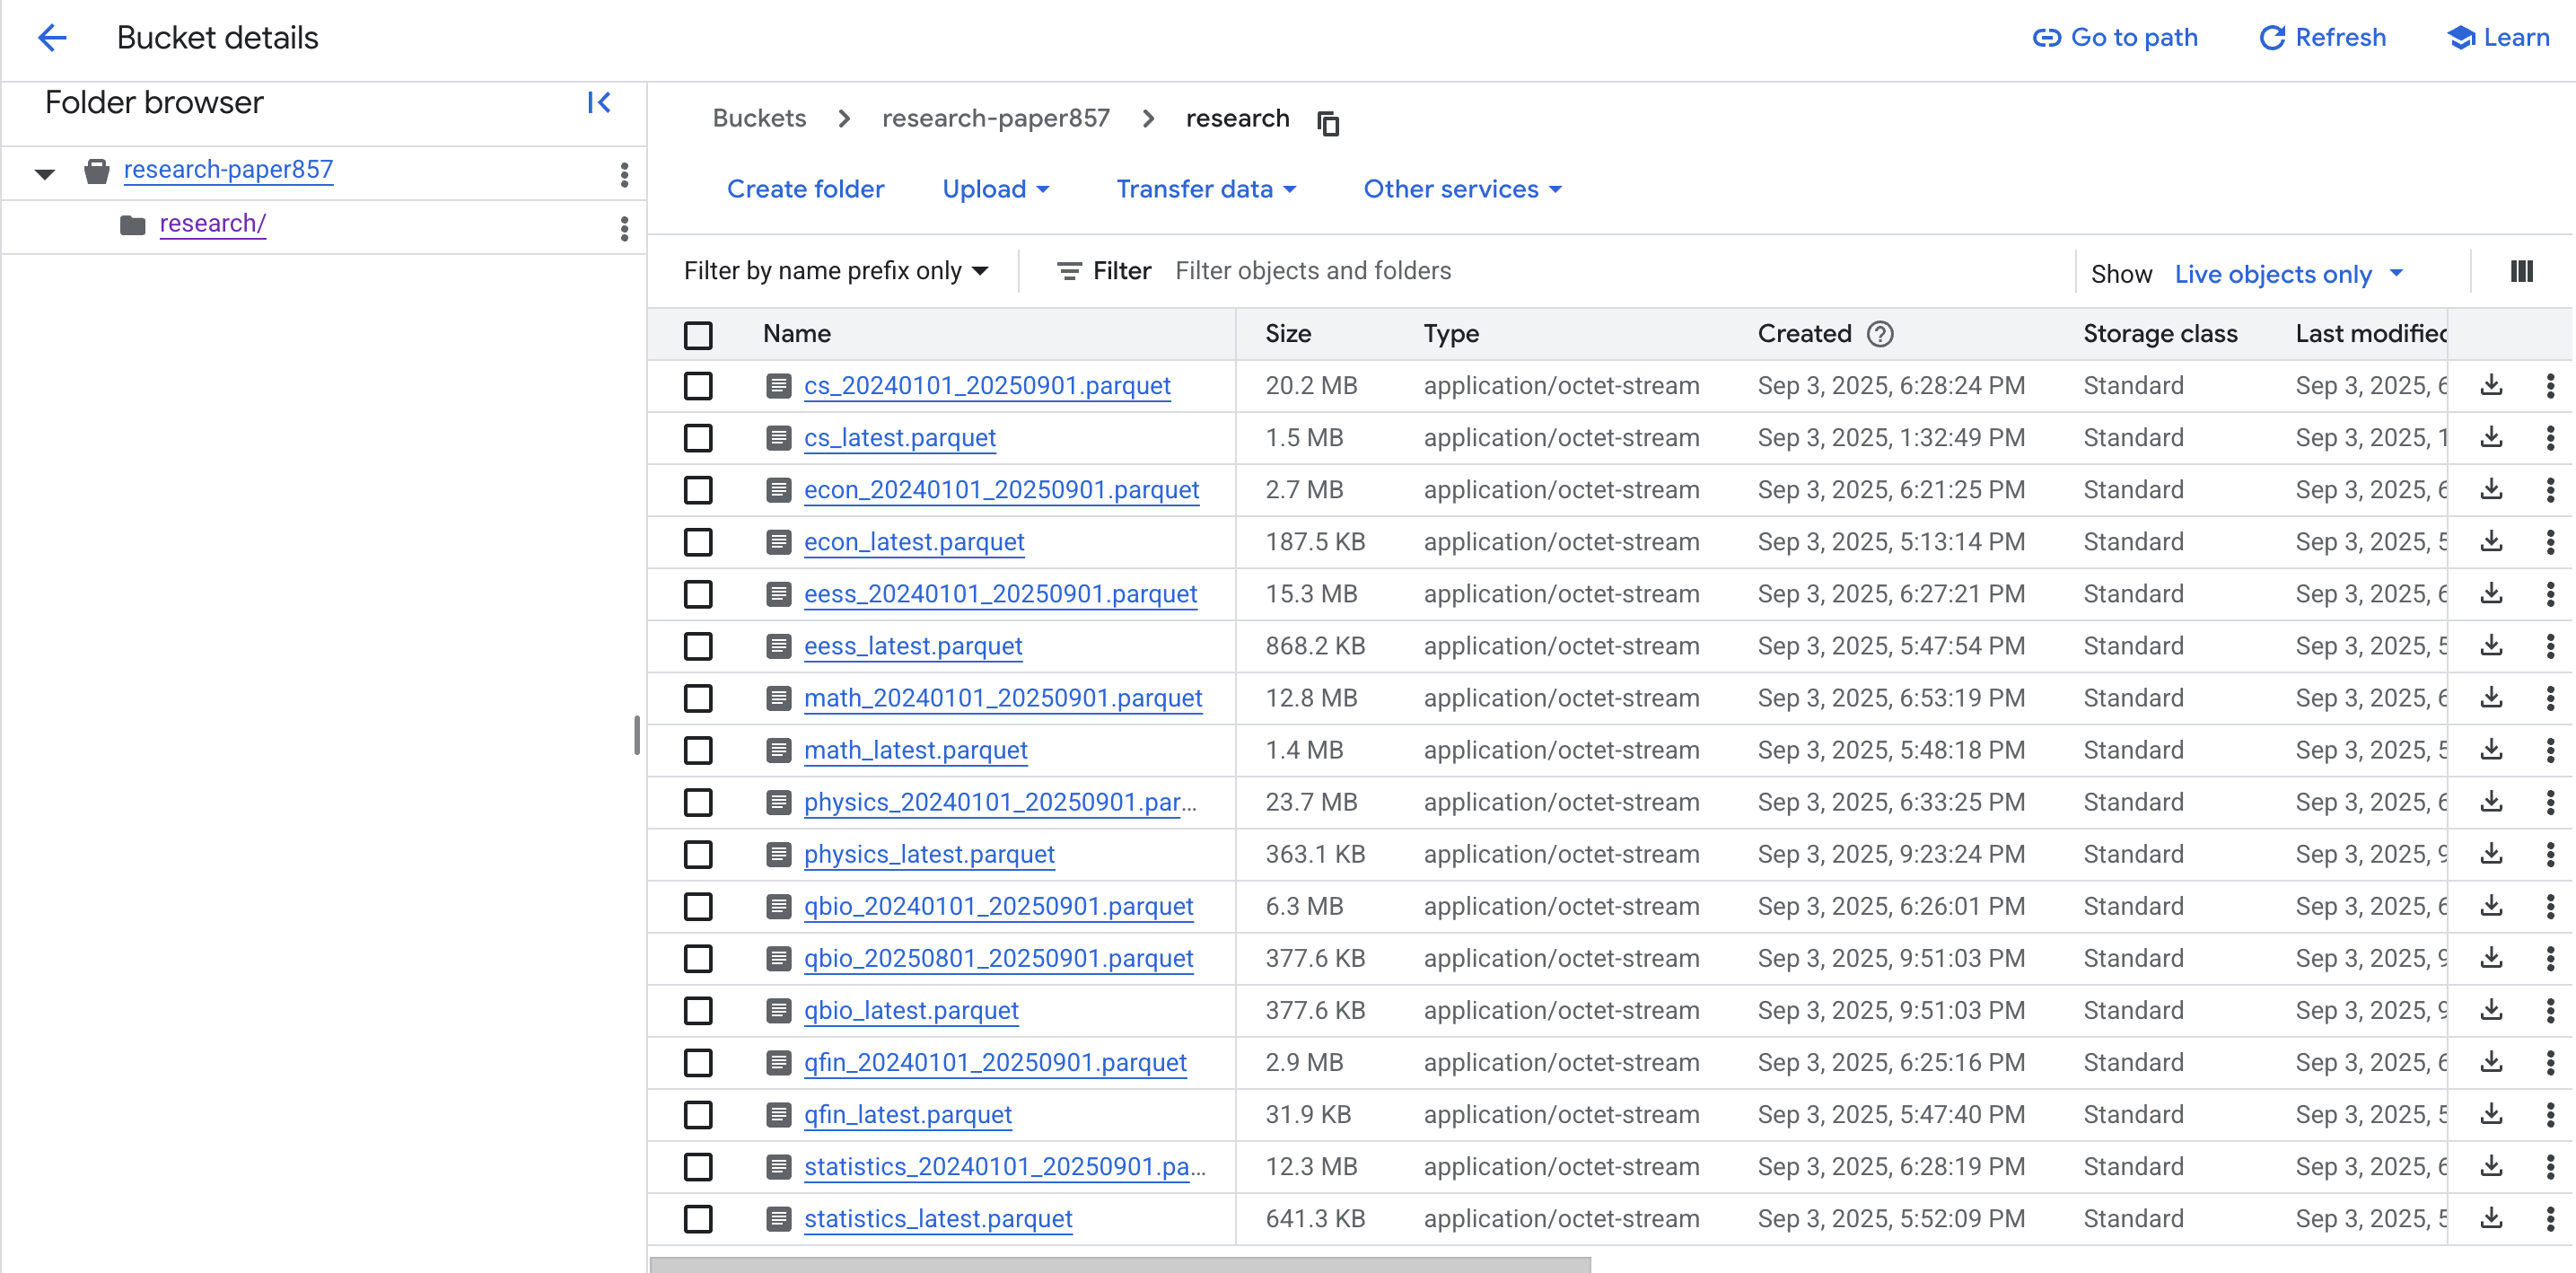 Bucket details
Go to path Refresh Learn
Folder browser
research-paper857
research/
Buckets research-paper857 research
Create folder Upload Transfer data Other services
Filter by name prefix only Filter Filter objects and folders Show Live objects only
Name Size Type Created Storage class Last modified
cs_20240101_20250901.parquet 20.2 MB application/octet-stream Sep 3, 2025, 6:28:24 PM Standard Sep 3, 2025, 6
cs_latest.parquet 1.5 MB application/octet-stream Sep 3, 2025, 1:32:49 PM Standard Sep 3, 2025, 1
econ_20240101_20250901.parquet 2.7 MB application/octet-stream Sep 3, 2025, 6:21:25 PM Standard Sep 3, 2025, 6
econ_latest.parquet 187.5 KB application/octet-stream Sep 3, 2025, 5:13:14 PM Standard Sep 3, 2025, 5
eess_20240101_20250901.parquet 15.3 MB application/octet-stream Sep 3, 2025, 6:27:21 PM Standard Sep 3, 2025, 6
eess_latest.parquet 868.2 KB application/octet-stream Sep 3, 2025, 5:47:54 PM Standard Sep 3, 2025, 5
math_20240101_20250901.parquet 12.8 MB application/octet-stream Sep 3, 2025, 6:53:19 PM Standard Sep 3, 2025, 6
math_latest.parquet 1.4 MB application/octet-stream Sep 3, 2025, 5:48:18 PM Standard Sep 3, 2025, 5
physics_20240101_20250901.par... 23.7 MB application/octet-stream Sep 3, 2025, 6:33:25 PM Standard Sep 3, 2025, 6
physics_latest.parquet 363.1 KB application/octet-stream Sep 3, 2025, 9:23:24 PM Standard Sep 3, 2025, 9
qbio_20240101_20250901.parquet 6.3 MB application/octet-stream Sep 3, 2025, 6:26:01 PM Standard Sep 3, 2025, 6
qbio_20250801_20250901.parquet 377.6 KB application/octet-stream Sep 3, 2025, 9:51:03 PM Standard Sep 3, 2025, 9
qbio_latest.parquet 377.6 KB application/octet-stream Sep 3, 2025, 9:51:03 PM Standard Sep 3, 2025, 9
qfin_20240101_20250901.parquet 2.9 MB application/octet-stream Sep 3, 2025, 6:25:16 PM Standard Sep 3, 2025, 6
qfin_latest.parquet 31.9 KB application/octet-stream Sep 3, 2025, 5:47:40 PM Standard Sep 3, 2025, 5
statistics_20240101_20250901.pa... 12.3 MB application/octet-stream Sep 3, 2025, 6:28:19 PM Standard Sep 3, 2025, 6
statistics_latest.parquet 641.3 KB application/octet-stream Sep 3, 2025, 5:52:09 PM Standard Sep 3, 2025, 5